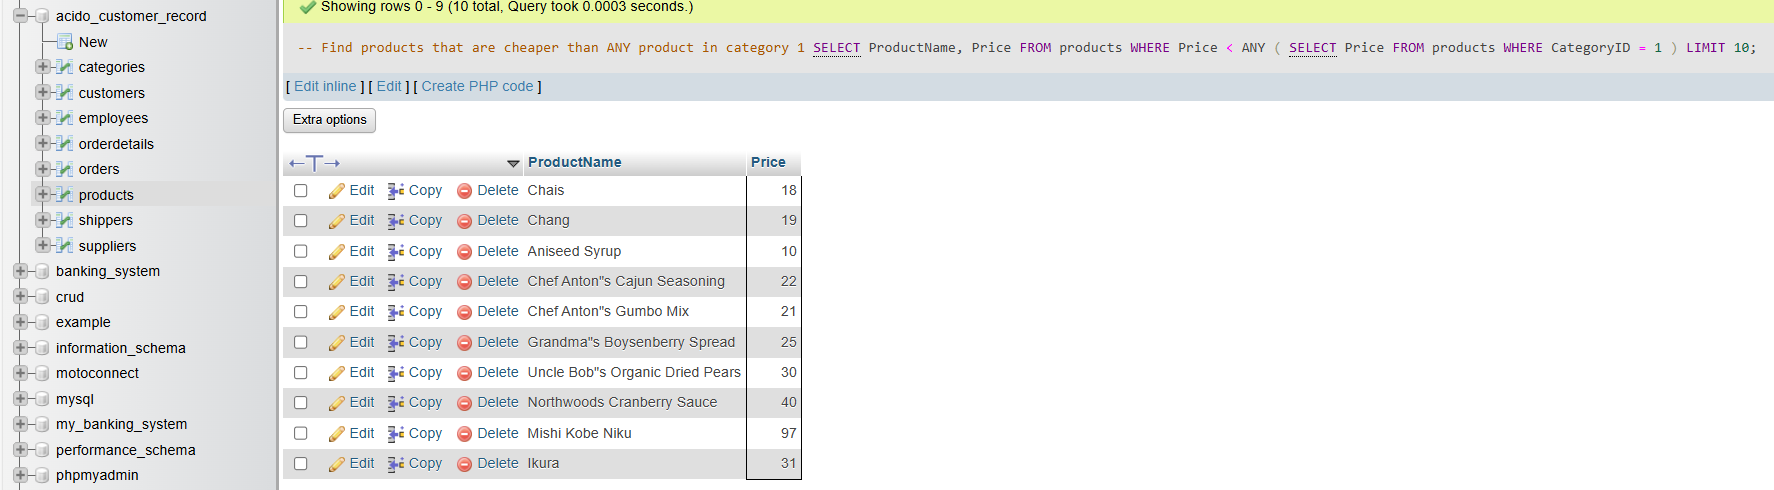 acido_customer_record
New
categories
customers
employees
orderdetails
orders
products
shippers
suppliers
banking_system
crud
example
information_schema
motoconnect
mysql
my_banking_system
performance_schema
phpmyadmin
Showing rows 0 - 9 (10 total, Query took 0.0003 seconds.)
-- Find products that are cheaper than ANY product in category 1 SELECT ProductName, Price FROM products WHERE Price < ANY ( SELECT Price FROM products WHERE CategoryID = 1 ) LIMIT 10;
[ Edit inline ] [ Edit ] [ Create PHP code ]
Extra options
ProductName Price
Edit Copy Delete Chais 18
Edit Copy Delete Chang 19
Edit Copy Delete Aniseed Syrup 10
Edit Copy Delete Chef Anton"s Cajun Seasoning 22
Edit Copy Delete Chef Anton"s Gumbo Mix 21
Edit Copy Delete Grandma"s Boysenberry Spread 25
Edit Copy Delete Uncle Bob"s Organic Dried Pears 30
Edit Copy Delete Northwoods Cranberry Sauce 40
Edit Copy Delete Mishi Kobe Niku 97
Edit Copy Delete Ikura 31